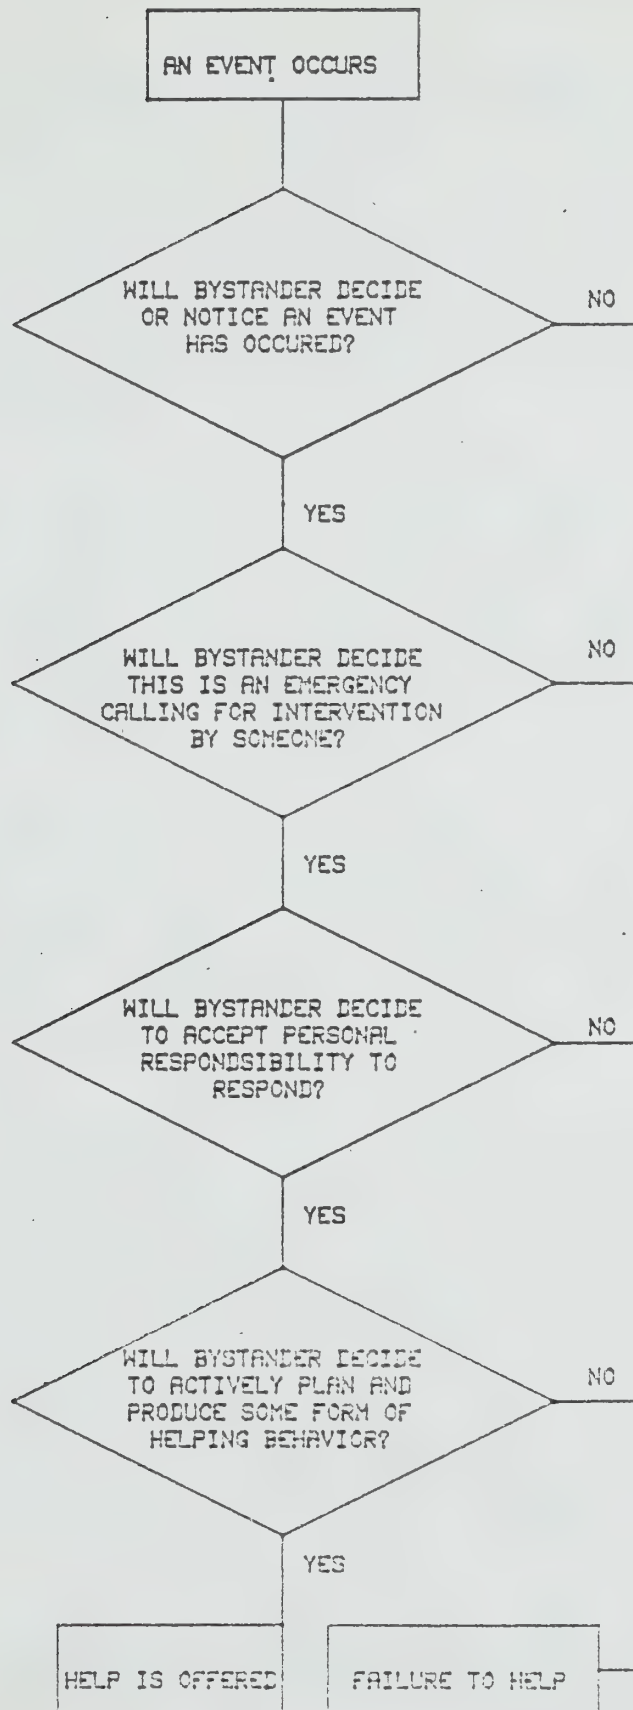 AN EVENT OCCURS
WILL BYSTANDER DECIDE
OR NOTICE AN EVENT
HAS OCCURED?
NO
YES
WILL BYSTANDER DECIDE
THIS IS AN EMERGENCY
CALLING FOR INTERVENTION
BY SOMEONE?
NO
YES
WILL BYSTANDER DECIDE
TO ACCEPT PERSONAL
RESPONDSIBILITY TO
RESPOND?
NO
YES
WILL BYSTANDER DECIDE
TO ACTIVELY PLAN AND
PRODUCE SOME FORM OF
HELPING BEHAVIOR?
NO
YES
HELP IS OFFERED
FAILURE TO HELP